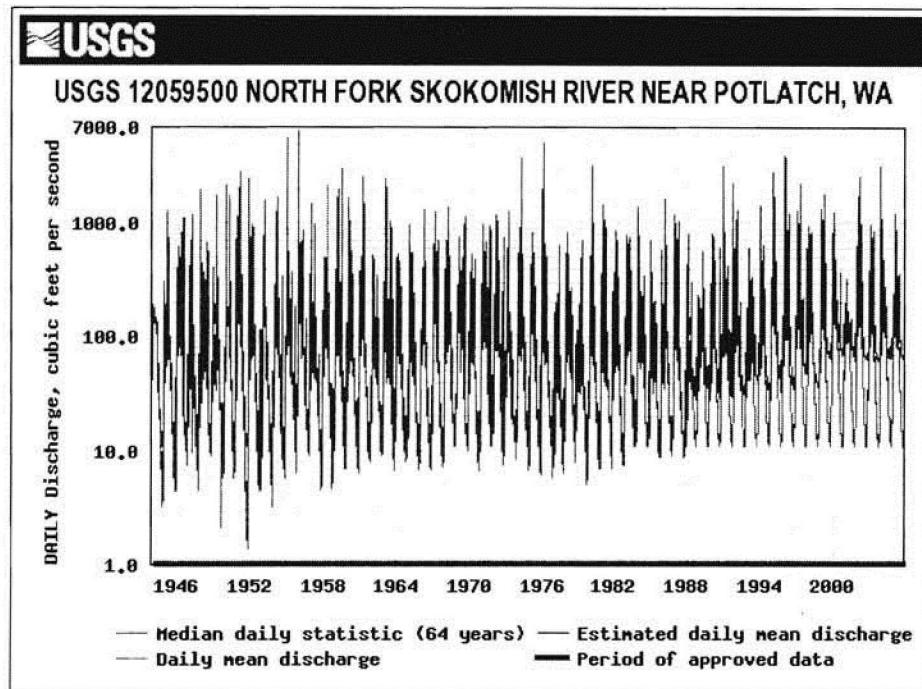 USGS
USGS 12059500 NORTH FORK SKOKOMISH RIVER NEAR POTLATCH, WA
DAILY Discharge, cubic feet per second
7000.0
1000.0
100.0
10.0
1.0
1946 1952 1958 1964 1970 1976 1982 1988 1994 2000
Median daily statistic (64 years) Estimated daily mean discharge
Daily mean discharge Period of approved data